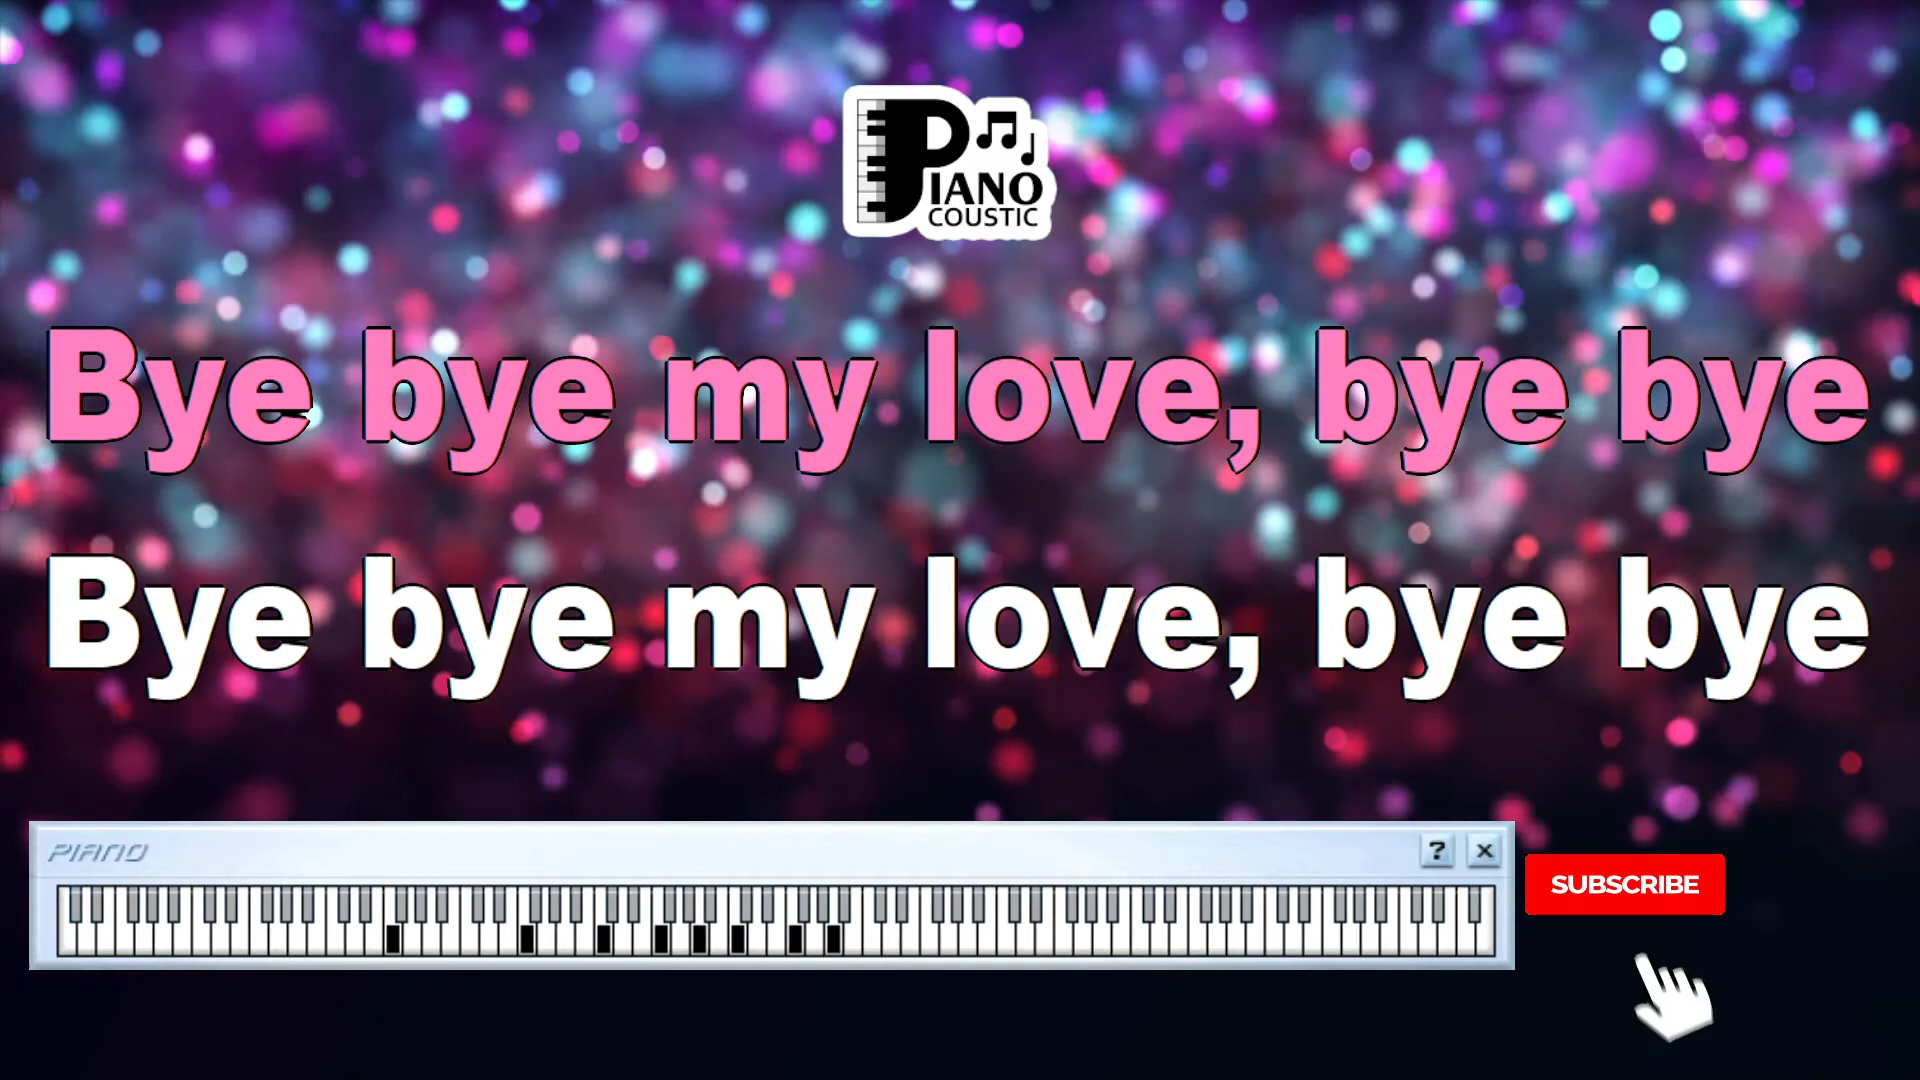 PIANO
COUSTIC
Bye bye my love, bye bye
Bye bye my love, bye bye
PIANO
? X
SUBSCRIBE